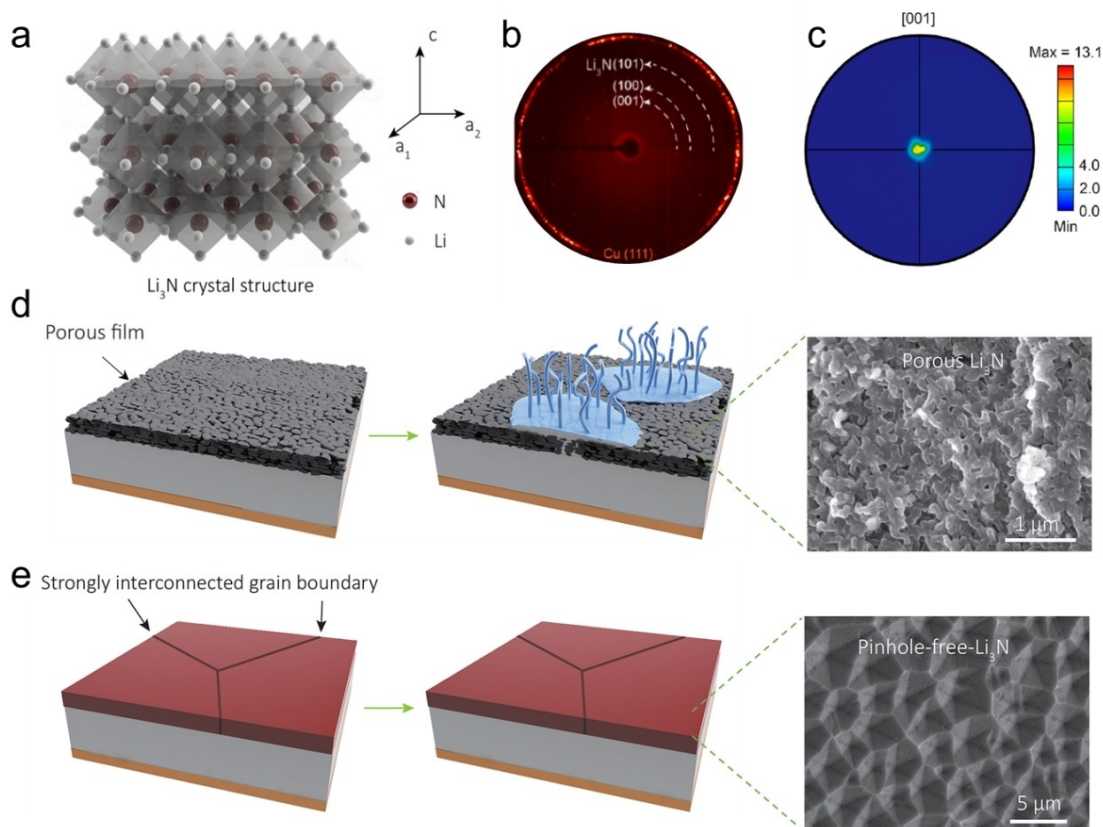 a
c
a₁
a₂
N
Li
Li₃N crystal structure
b
Li₃N(101)
(100)
(001)
Cu (111)
c
[001]
Max = 13.1
4.0
2.0
0.0
Min
d
Porous film
Porous Li₃N
1 μm
e
Strongly interconnected grain boundary
Pinhole-free-Li₃N
5 μm